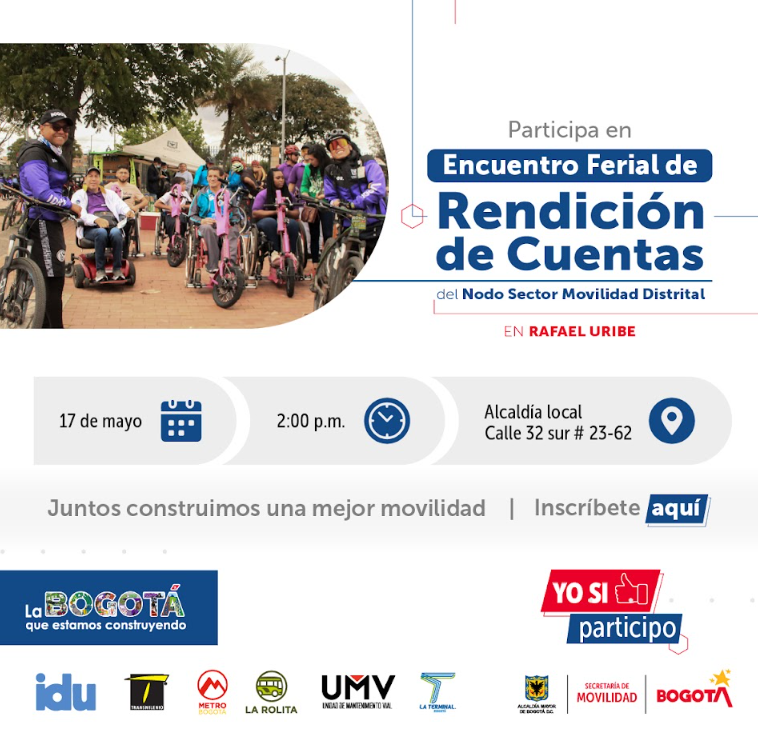 Participa en
Encuentro Ferial de
Rendición
de Cuentas
del Nodo Sector Movilidad Distrital
EN RAFAEL URIBE
17 de mayo
2:00 p.m.
Alcaldía local
Calle 32 sur # 23-62
Juntos construimos una mejor movilidad | Inscríbete aquí
La BOGOTÁ
que estamos construyendo
YO SI
participo
idu
TRANSMILENIO
METRO
BOGOTÁ
LA ROLITA
UMV
UNIDAD DE MANTENIMIENTO VIAL
LA TERMINAL
ALCALDÍA MAYOR
DE BOGOTÁ D.C.
SECRETARÍA DE
MOVILIDAD
BOGOTÁ